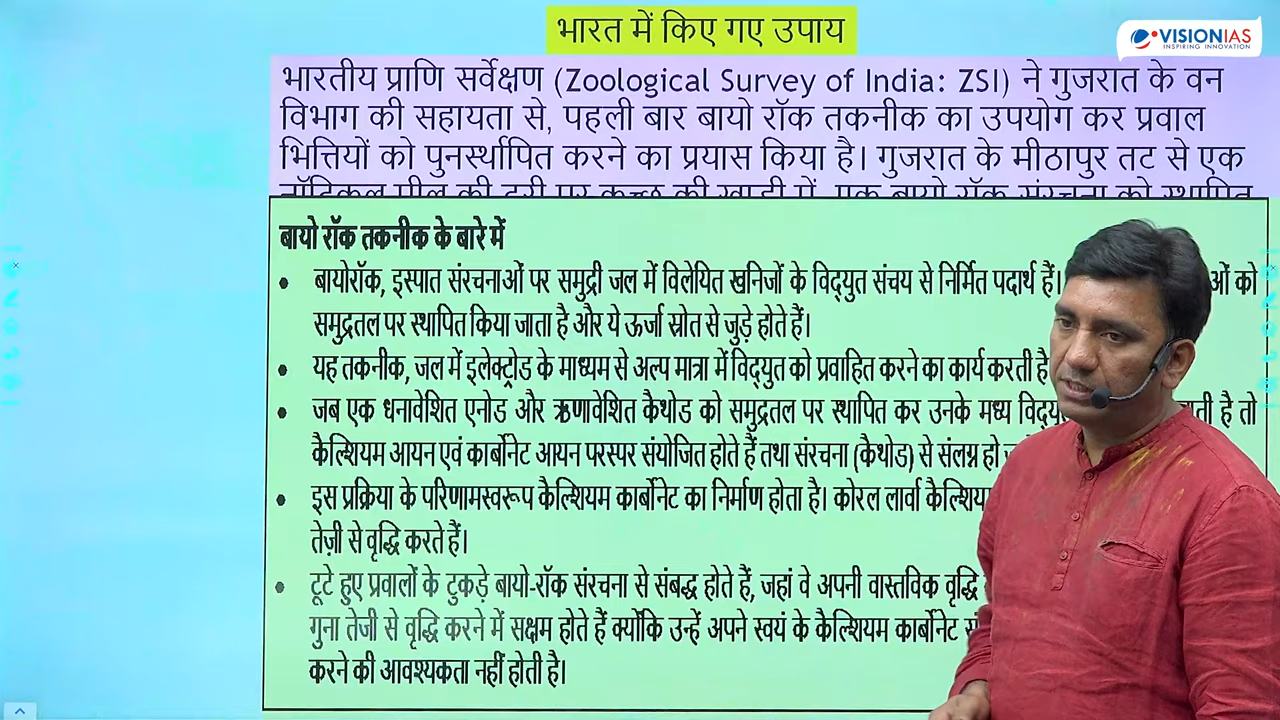 भारत में किए गए उपाय
VISIONIAS
INSPIRING INNOVATION
भारतीय प्राणि सर्वेक्षण (Zoological Survey of India: ZSI) ने गुजरात के वन
विभाग की सहायता से, पहली बार बायो रॉक तकनीक का उपयोग कर प्रवाल
भित्तियों को पुनर्स्थापित करने का प्रयास किया है। गुजरात के मीठापुर तट से एक
नॉटिकल मील की दूरी पर कच्छ की खाड़ी में, एक बायो रॉक संरचना को स्थापित
बायो रॉक तकनीक के बारे में
• बायोरॉक, इस्पात संरचनाओं पर समुद्री जल में विलेयित खनिजों के विद्युत संचय से निर्मित पदार्थ हैं। ओं को
समुद्रतल पर स्थापित किया जाता है और ये ऊर्जा स्रोत से जुड़े होते हैं।
• यह तकनीक, जल में इलेक्ट्रोड के माध्यम से अल्प मात्रा में विद्युत को प्रवाहित करने का कार्य करती है
• जब एक धनावेशित एनोड और ऋणावेशित कैथोड को समुद्रतल पर स्थापित कर उनके मध्य है तो
कैल्शियम आयन एवं कार्बोनेट आयन परस्पर संयोजित होते हैं तथा संरचना (कैथोड) से संलग्न हो
• इस प्रक्रिया के परिणामस्वरूप कैल्शियम कार्बोनेट का निर्माण होता है। कोरल लार्वा
तेज़ी से वृद्धि करते हैं।
• टूटे हुए प्रवालों के टुकड़े बायो-रॉक संरचना से संबद्ध होते हैं, जहां वे अपनी वास्तविक वृद्धि
गुना तेजी से वृद्धि करने में सक्षम होते हैं क्योंकि उन्हें अपने स्वयं के कैल्शियम कार्बोनेट
करने की आवश्यकता नहीं होती है।